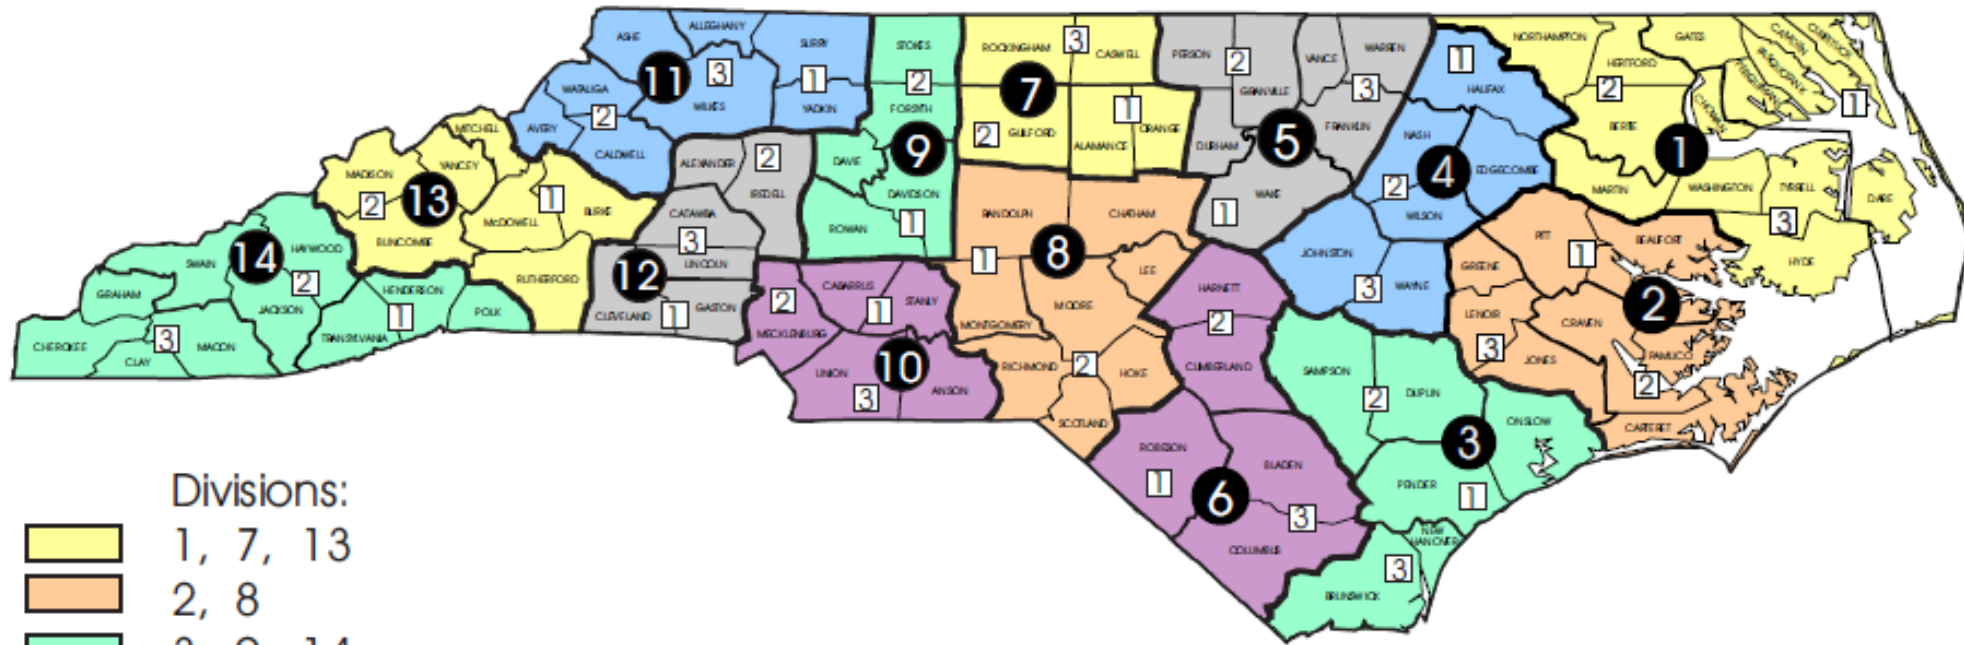 ASHE
ALLEGHANY
SURRY
11
3
1
WATAUGA
WILKES
YADKIN
2
AVERY
CALDWELL
STOKES
2
FORSYTH
9
DAVIE
DAVIDSON
ROWAN
1
ROCKINGHAM
3
CASWELL
7
2
GUILFORD
1
ALAMANCE
ORANGE
PERSON
2
GRANVILLE
VANCE
WARREN
3
FRANKLIN
5
DURHAM
WAKE
1
1
HALIFAX
NASH
4
EDGECOMBE
2
WILSON
JOHNSTON
3
WAYNE
NORTHAMPTON
GATES
CAMDEN
CURRITUCK
PASQUOTANK
PERQUIMANS
CHOWAN
HERTFORD
2
BERTIE
1
1
MARTIN
WASHINGTON
TYRRELL
DARE
3
HYDE
MITCHELL
MADISON
YANCEY
2
13
1
McDOWELL
BURKE
BUNCOMBE
RUTHERFORD
ALEXANDER
2
IREDELL
CATAWBA
3
LINCOLN
12
CLEVELAND
1
GASTON
14
HAYWOOD
SWAIN
2
GRAHAM
JACKSON
HENDERSON
1
POLK
TRANSYLVANIA
CHEROKEE
3
CLAY
MACON
2
CABARRUS
1
STANLY
MECKLENBURG
10
UNION
3
ANSON
RANDOLPH
CHATHAM
1
8
LEE
MOORE
MONTGOMERY
RICHMOND
2
HOKE
SCOTLAND
HARNETT
2
CUMBERLAND
ROBESON
1
BLADEN
6
3
COLUMBUS
PITT
1
BEAUFORT
GREENE
2
LENOIR
CRAVEN
3
JONES
PAMLICO
2
CARTERET
SAMPSON
DUPLIN
2
ONSLOW
3
PENDER
1
NEW
HANOVER
3
BRUNSWICK
Divisions:
1, 7, 13
2, 8
3, 9, 14